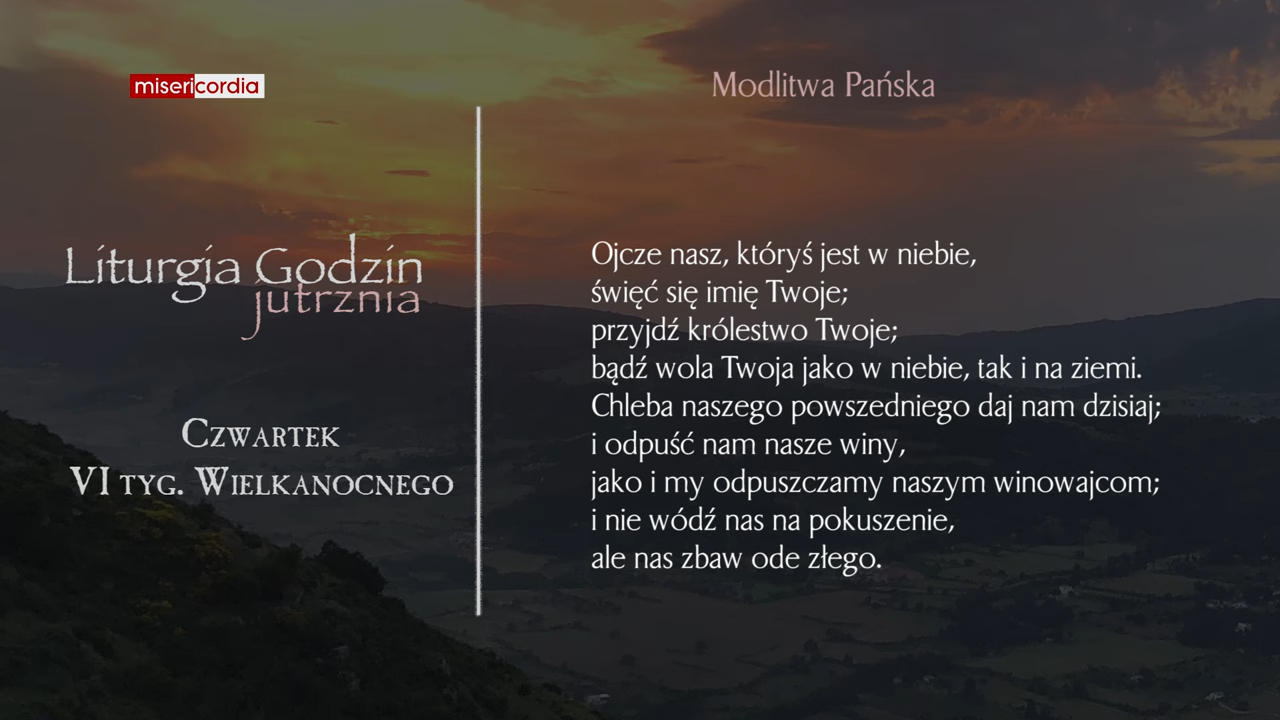 misericordia
Liturgia Godzin
jutrznia
Czwartek
VI tyg. Wielkanocnego
Modlitwa Pańska
Ojcze nasz, któryś jest w niebie,
święć się imię Twoje;
przyjdź królestwo Twoje;
bądź wola Twoja jako w niebie, tak i na ziemi.
Chleba naszego powszedniego daj nam dzisiaj;
i odpuść nam nasze winy,
jako i my odpuszczamy naszym winowajcom;
i nie wódź nas na pokuszenie,
ale nas zbaw ode złego.